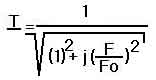 T = 1 / √((1)² + j(F/Fo)²)